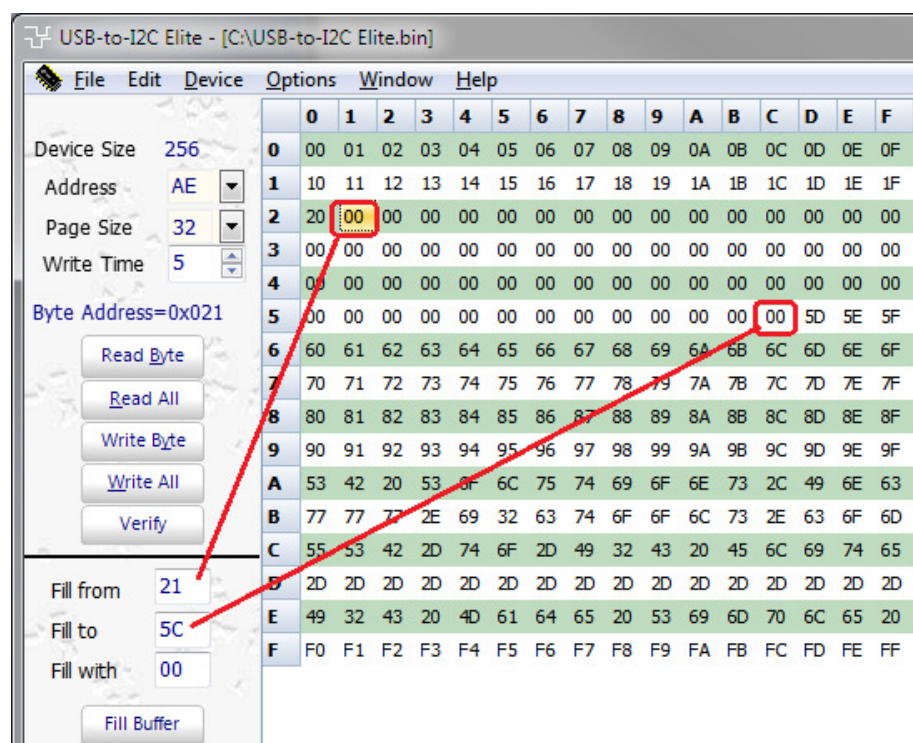 USB-to-I2C Elite - [C:\USB-to-I2C Elite.bin]
File Edit Device Options Window Help
0 1 2 3 4 5 6 7 8 9 A B C D E F
Device Size 256
Address AE
Page Size 32
Write Time 5
Byte Address=0x021
Read Byte
Read All
Write Byte
Write All
Verify
Fill from 21
Fill to 5C
Fill with 00
Fill Buffer
0 00 01 02 03 04 05 06 07 08 09 0A 0B 0C 0D 0E 0F
1 10 11 12 13 14 15 16 17 18 19 1A 1B 1C 1D 1E 1F
2 20 00 00 00 00 00 00 00 00 00 00 00 00 00 00 00
3 00 00 00 00 00 00 00 00 00 00 00 00 00 00 00 00
4 00 00 00 00 00 00 00 00 00 00 00 00 00 00 00 00
5 00 00 00 00 00 00 00 00 00 00 00 00 00 5D 5E 5F
6 60 61 62 63 64 65 66 67 68 69 6A 6B 6C 6D 6E 6F
7 70 71 72 73 74 75 76 77 78 79 7A 7B 7C 7D 7E 7F
8 80 81 82 83 84 85 86 87 88 89 8A 8B 8C 8D 8E 8F
9 90 91 92 93 94 95 96 97 98 99 9A 9B 9C 9D 9E 9F
A 53 42 20 53 6F 6C 75 74 69 6F 6E 73 2C 49 6E 63
B 77 77 77 2E 69 32 63 74 6F 6F 6C 73 2E 63 6F 6D
C 55 53 42 2D 74 6F 2D 49 32 43 20 45 6C 69 74 65
D 2D 2D 2D 2D 2D 2D 2D 2D 2D 2D 2D 2D 2D 2D 2D 2D
E 49 32 43 20 4D 61 64 65 20 53 69 6D 70 6C 65 20
F F0 F1 F2 F3 F4 F5 F6 F7 F8 F9 FA FB FC FD FE FF